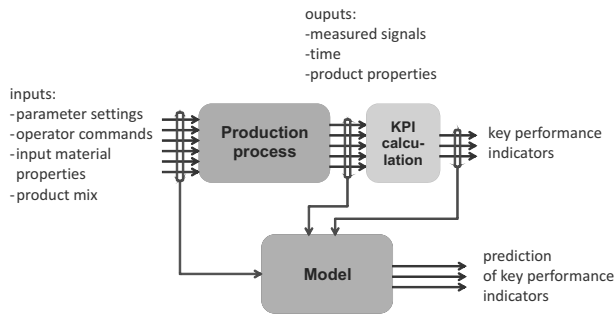 ouputs:
-measured signals
-time
-product properties
inputs:
-parameter settings
-operator commands
-input material
properties
-product mix
Production
process
KPI
calcu-
lation
key performance
indicators
Model
prediction
of key performance
indicators